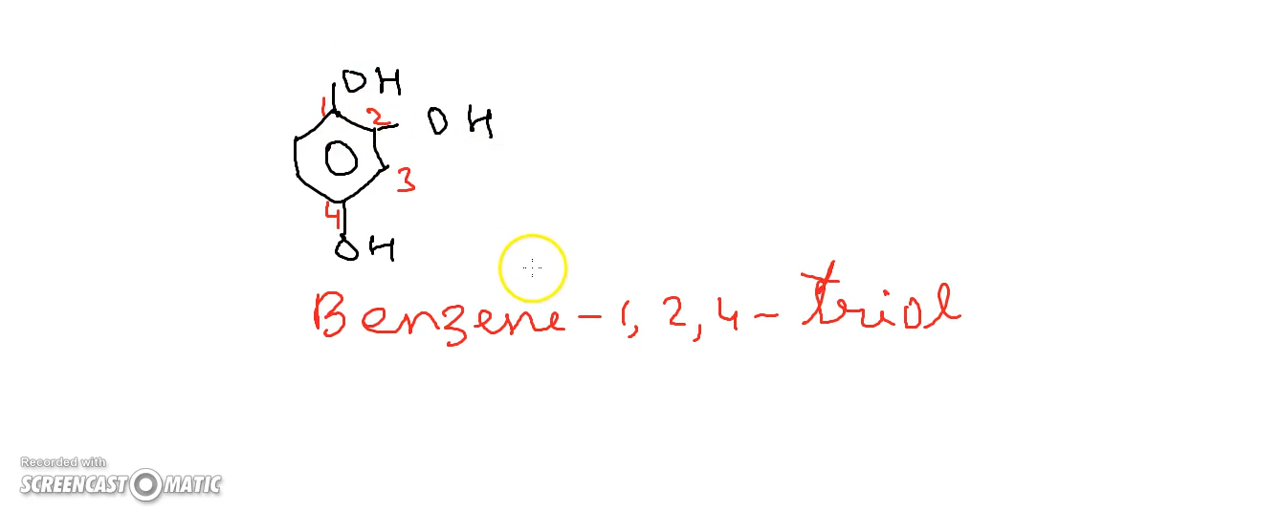 OH
1
2
OH
3
4
OH
Benzene - 1, 2, 4 - triol
Recorded with
SCREENCAST-O-MATIC